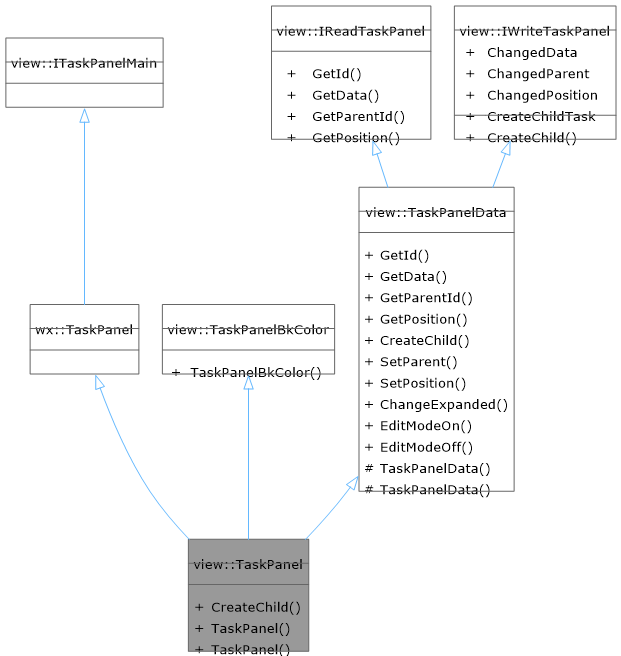 view::IReadTaskPanel
+ GetId()
+ GetData()
+ GetParentId()
+ GetPosition()
view::IWriteTaskPanel
+ ChangedData
+ ChangedParent
+ ChangedPosition
+ CreateChildTask
+ CreateChild()
view::ITaskPanelMain
view::TaskPanelData
+ GetId()
+ GetData()
+ GetParentId()
+ GetPosition()
+ CreateChild()
+ SetParent()
+ SetPosition()
+ ChangeExpanded()
+ EditModeOn()
+ EditModeOff()
# TaskPanelData()
# TaskPanelData()
wx::TaskPanel
view::TaskPanelBkColor
+ TaskPanelBkColor()
view::TaskPanel
+ CreateChild()
+ TaskPanel()
+ TaskPanel()